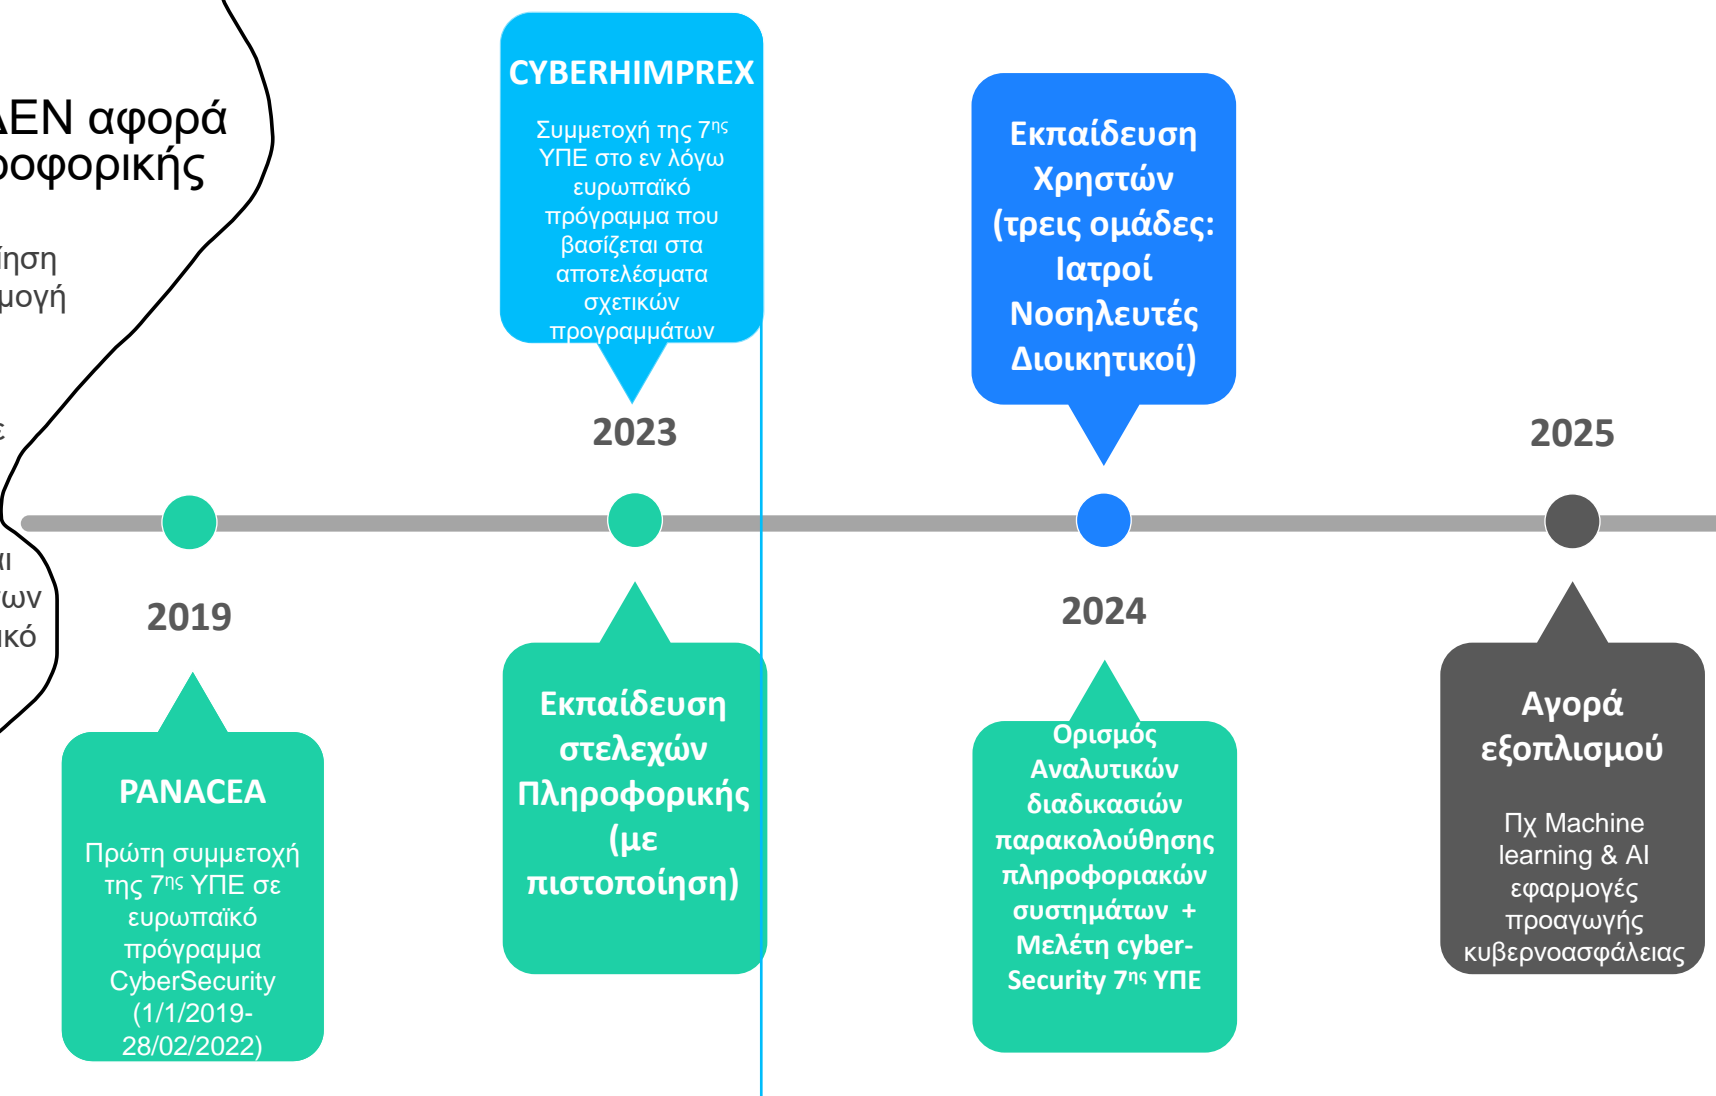 ΔΕΝ αφορά
ροφορικής
ίηση
μογή
ε
αι
των
ικό
CYBERHIMPREX
Συμμετοχή της 7ης
ΥΠΕ στο εν λόγω
ευρωπαϊκό
πρόγραμμα που
βασίζεται στα
αποτελέσματα
σχετικών
προγραμμάτων
2023
Εκπαίδευση
Χρηστών
(τρεις ομάδες:
Ιατροί
Νοσηλευτές
Διοικητικοί)
2025
2019
PANACEA
Πρώτη συμμετοχή
της 7ης ΥΠΕ σε
ευρωπαϊκό
πρόγραμμα
CyberSecurity
(1/1/2019-
28/02/2022)
Εκπαίδευση
στελεχών
Πληροφορικής
(με
πιστοποίηση)
2024
Ορισμός
Αναλυτικών
διαδικασιών
παρακολούθησης
πληροφοριακών
συστημάτων +
Μελέτη cyber-
Security 7ης ΥΠΕ
Αγορά
εξοπλισμού
Πχ Machine
learning & AI
εφαρμογές
προαγωγής
κυβερνοασφάλειας